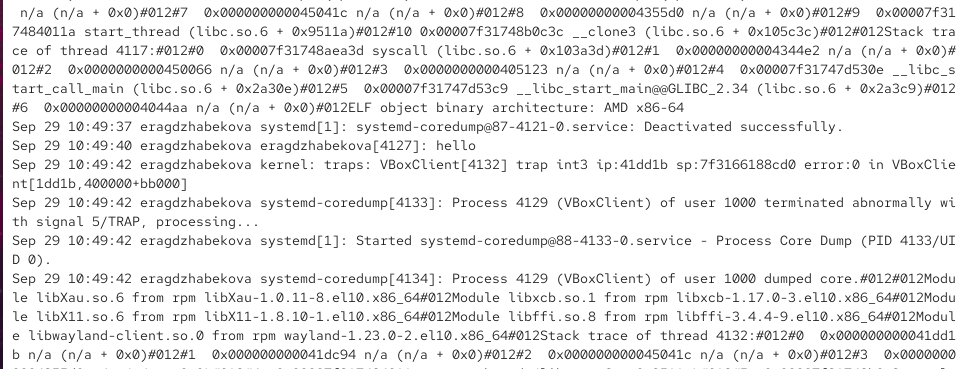 n/a (n/a + 0x0)#012#7  0x000000000045041c n/a (n/a + 0x0)#012#8  0x00000000004355d0 n/a (n/a + 0x0)#012#9  0x00007f31
7484011a start_thread (libc.so.6 + 0x9511a)#012#10 0x00007f31748b0c3c __clone3 (libc.so.6 + 0x105c3c)#012#012Stack tra
ce of thread 4117:#012#0  0x00007f31748aea3d syscall (libc.so.6 + 0x103a3d)#012#1  0x00000000004344e2 n/a (n/a + 0x0)#
012#2  0x0000000000450066 n/a (n/a + 0x0)#012#3  0x0000000000405123 n/a (n/a + 0x0)#012#4  0x00007f31747d530e __libc_s
tart_call_main (libc.so.6 + 0x2a30e)#012#5  0x00007f31747d53c9 __libc_start_main@@GLIBC_2.34 (libc.so.6 + 0x2a3c9)#012
#6  0x00000000004044aa n/a (n/a + 0x0)#012ELF object binary architecture: AMD x86-64
Sep 29 10:49:37 eragdzhabekova systemd[1]: systemd-coredump@87-4121-0.service: Deactivated successfully.
Sep 29 10:49:40 eragdzhabekova eragdzhabekova[4127]: hello
Sep 29 10:49:42 eragdzhabekova kernel: traps: VBoxClient[4132] trap int3 ip:41dd1b sp:7f3166188cd0 error:0 in VBoxClie
nt[1dd1b,400000+bb000]
Sep 29 10:49:42 eragdzhabekova systemd-coredump[4133]: Process 4129 (VBoxClient) of user 1000 terminated abnormally wi
th signal 5/TRAP, processing...
Sep 29 10:49:42 eragdzhabekova systemd[1]: Started systemd-coredump@88-4133-0.service - Process Core Dump (PID 4133/UI
D 0).
Sep 29 10:49:42 eragdzhabekova systemd-coredump[4134]: Process 4129 (VBoxClient) of user 1000 dumped core.#012#012Modu
le libXau.so.6 from rpm libXau-1.0.11-8.el10.x86_64#012Module libxcb.so.1 from rpm libxcb-1.17.0-3.el10.x86_64#012Modu
le libX11.so.6 from rpm libX11-1.8.10-1.el10.x86_64#012Module libffi.so.8 from rpm libffi-3.4.4-9.el10.x86_64#012Modul
e libwayland-client.so.0 from rpm wayland-1.23.0-2.el10.x86_64#012Stack trace of thread 4132:#012#0  0x000000000041dd1
b n/a (n/a + 0x0)#012#1  0x000000000041dc94 n/a (n/a + 0x0)#012#2  0x000000000045041c n/a (n/a + 0x0)#012#3  0x0000000